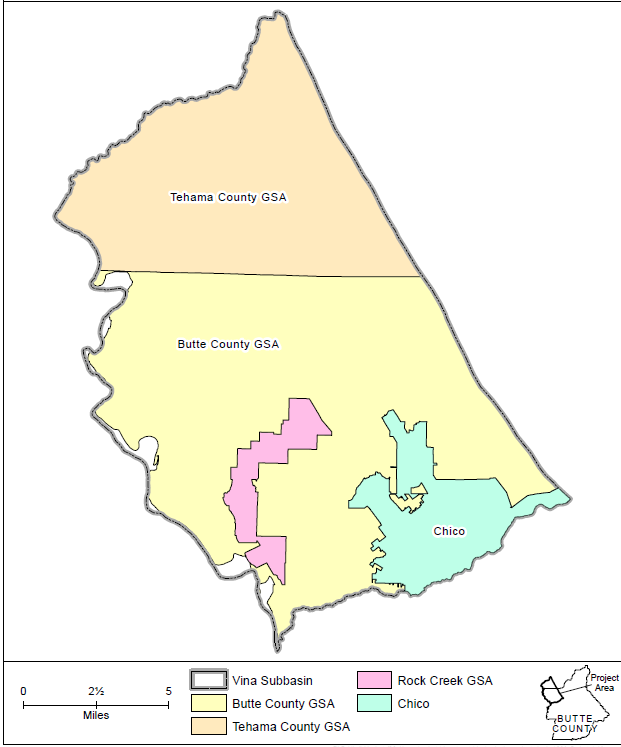 Tehama County GSA
Butte County GSA
Chico
0 2½ 5
Miles
Vina Subbasin
Butte County GSA
Tehama County GSA
Rock Creek GSA
Chico
Project
Area
BUTTE
COUNTY